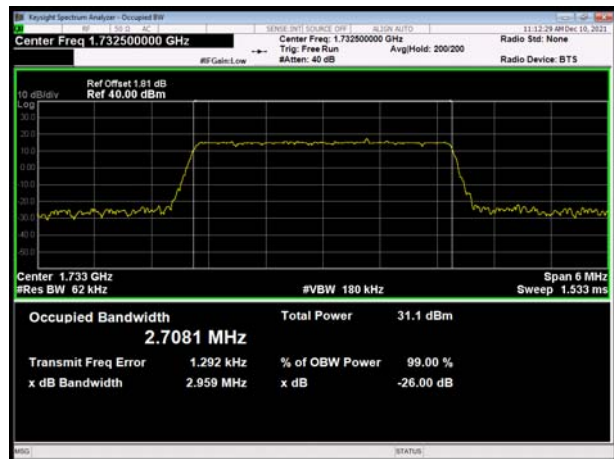 Keysight Spectrum Analyzer - Occupied BW
RF 50 Ω AC SENSE:INT SOURCE OFF ALIGN AUTO 11:12:29 AM Dec 10, 2021
Center Freq 1.732500000 GHz Center Freq: 1.732500000 GHz Radio Std: None
Trig: Free Run Avg|Hold: 200/200
#IFGain:Low #Atten: 40 dB Radio Device: BTS
Ref Offset 1.81 dB
10 dB/div Ref 40.00 dBm
Log
30.0
20.0
10.0
0.00
-10.0
-20.0
-30.0
-40.0
-50.0
Center 1.733 GHz Span 6 MHz
#Res BW 62 kHz #VBW 180 kHz Sweep 1.533 ms
Occupied Bandwidth Total Power 31.1 dBm
2.7081 MHz
Transmit Freq Error 1.292 kHz % of OBW Power 99.00 %
x dB Bandwidth 2.959 MHz x dB -26.00 dB
MSG STATUS